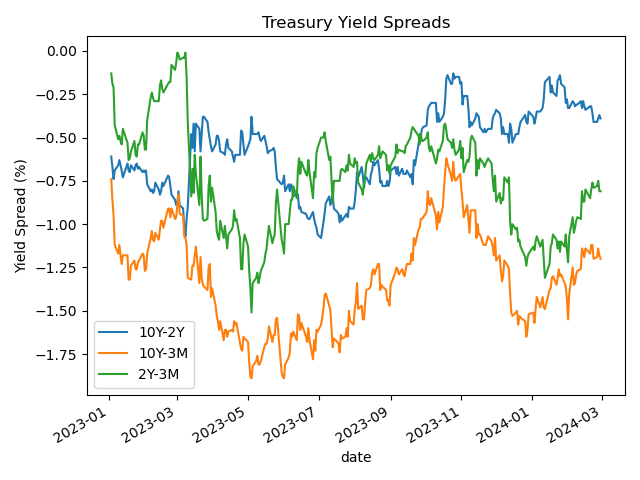 Treasury Yield Spreads
Yield Spread (%)
0.00
−0.25
−0.50
−0.75
−1.00
−1.25
−1.50
−1.75
10Y-2Y
10Y-3M
2Y-3M
2023-01
2023-03
2023-05
2023-07
2023-09
2023-11
2024-01
2024-03
date